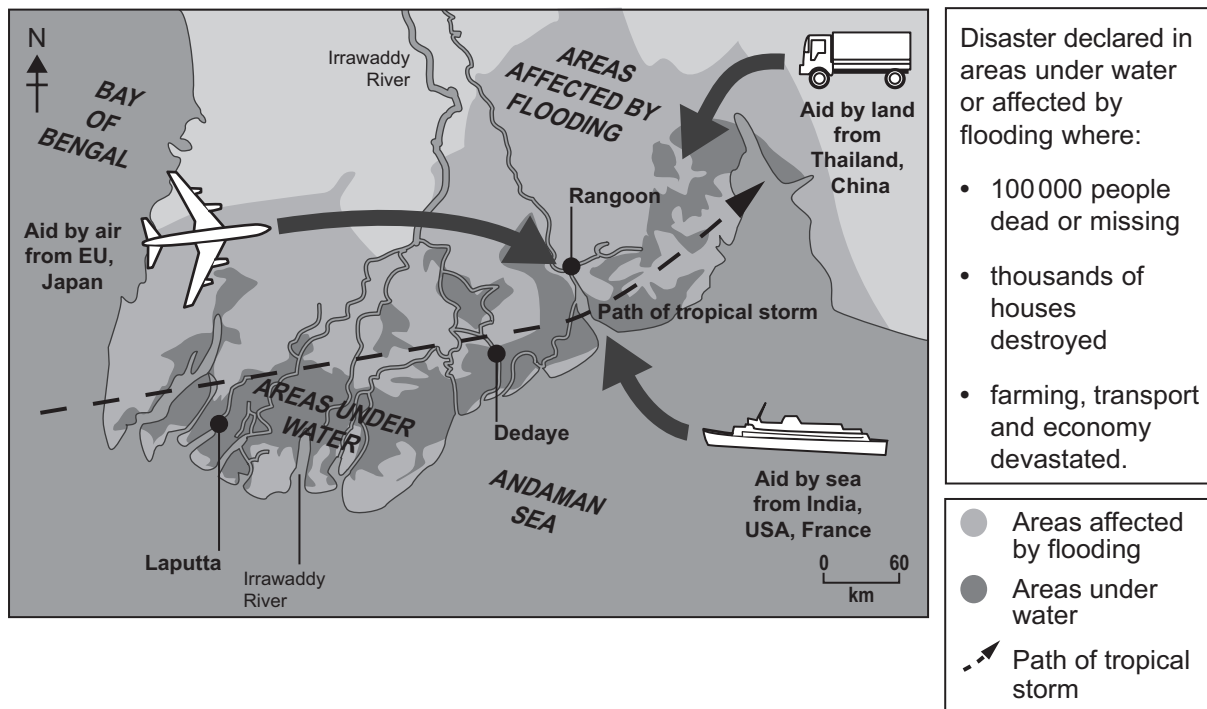 N
BAY
OF
BENGAL
Irrawaddy
River
AREAS
AFFECTED BY
FLOODING
Aid by land
from
Thailand,
China
Rangoon
Aid by air
from EU,
Japan
Path of tropical storm
AREAS UNDER
WATER
Dedaye
ANDAMAN
SEA
Aid by sea
from India,
USA, France
Laputta
Irrawaddy
River
0 60
km
Disaster declared in
areas under water
or affected by
flooding where:
• 100 000 people
dead or missing
• thousands of
houses
destroyed
• farming, transport
and economy
devastated.
Areas affected
by flooding
Areas under
water
Path of tropical
storm